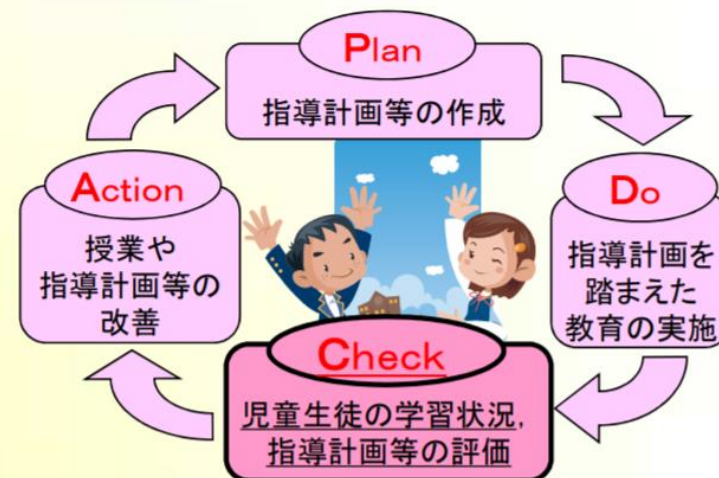 Plan
指導計画等の作成
Do
指導計画を
踏まえた
教育の実施
Check
児童生徒の学習状況,
指導計画等の評価
Action
授業や
指導計画等の
改善